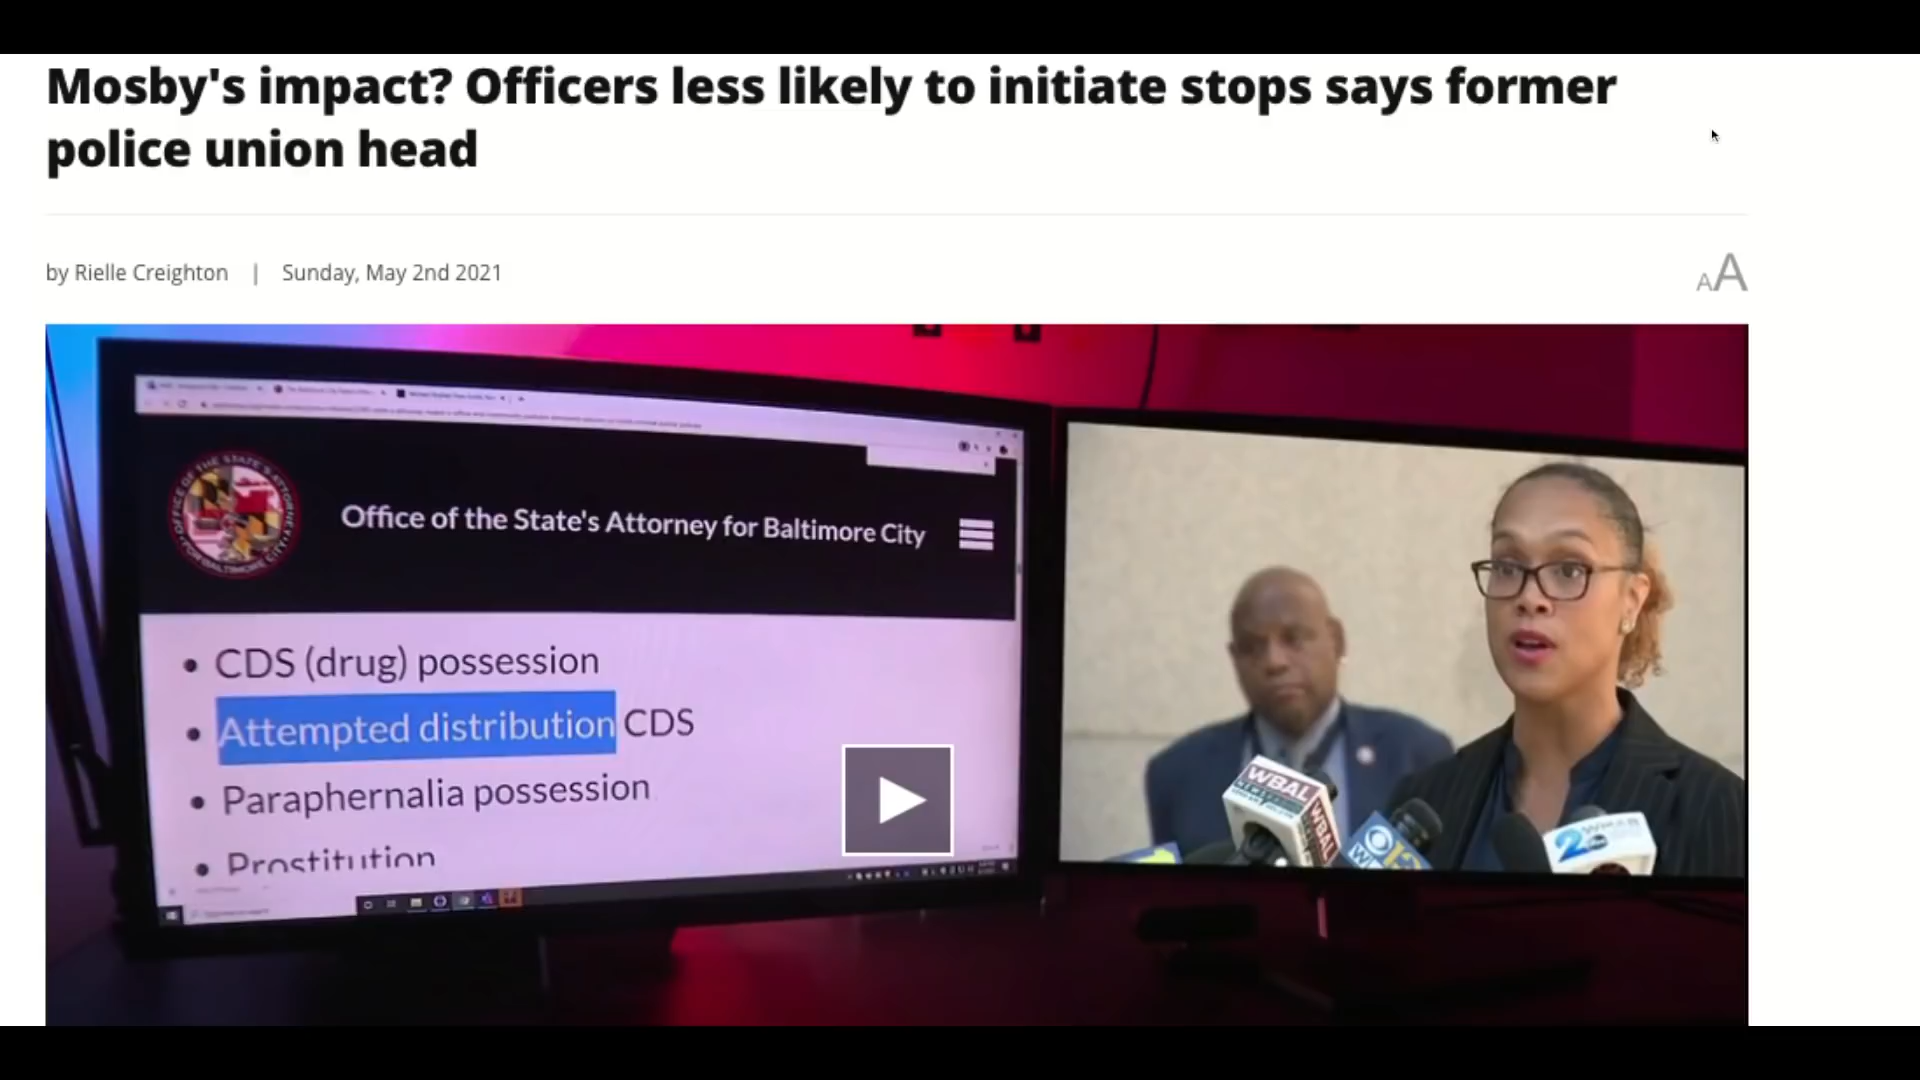 Mosby's impact? Officers less likely to initiate stops says former
police union head
by Rielle Creighton | Sunday, May 2nd 2021
AA
Office of the State's Attorney for Baltimore City
• CDS (drug) possession
• Attempted distribution CDS
• Paraphernalia possession
• Prostitution
WBAL
WBAL
2